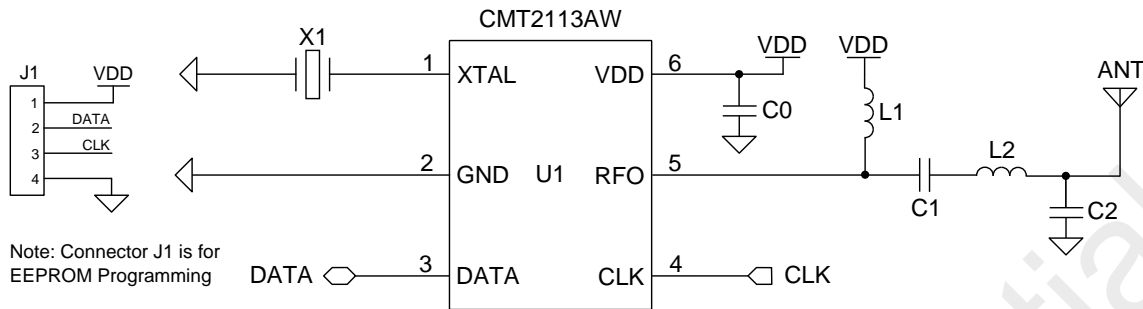 CMT2113AW
X1
J1
VDD
1
2
DATA
3
CLK
4
1
XTAL
VDD
6
VDD
VDD
ANT
C0
L1
2
GND
U1
RFO
5
L2
C1
C2
Note: Connector J1 is for
EEPROM Programming
DATA
3
DATA
CLK
4
CLK